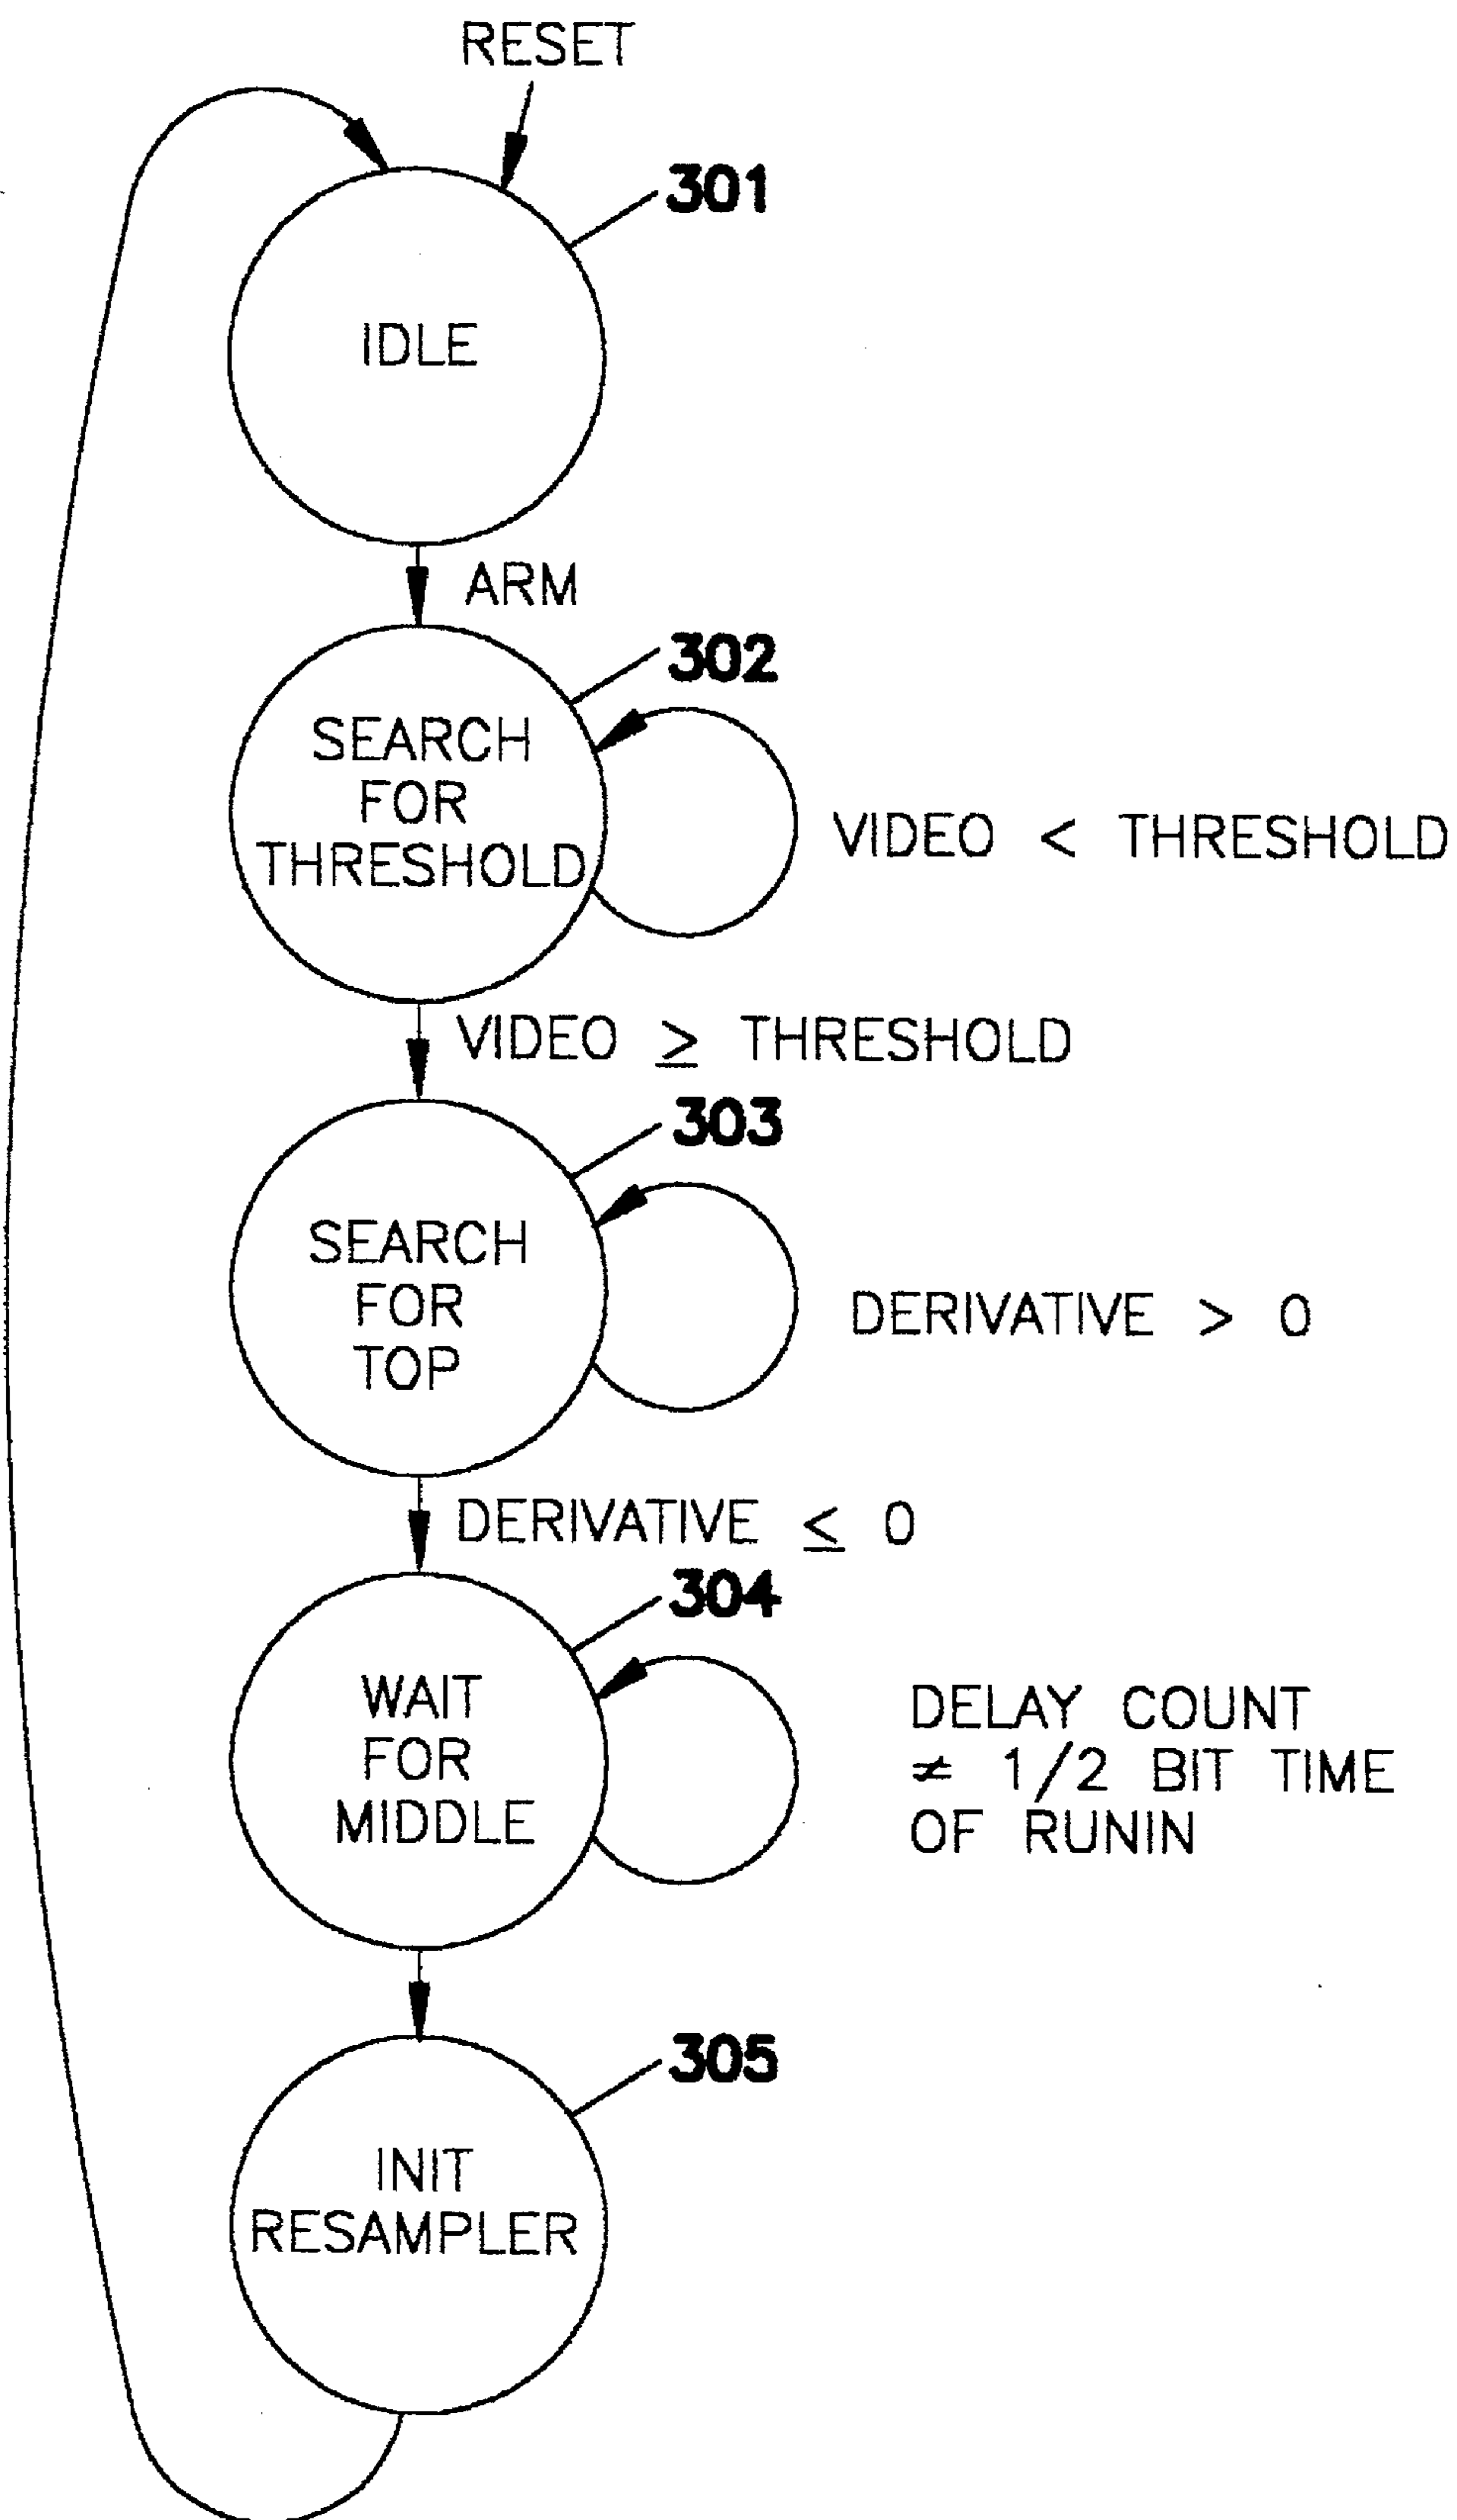 RESET
301
IDLE
ARM
302
SEARCH
FOR
THRESHOLD
VIDEO < THRESHOLD
VIDEO ≥ THRESHOLD
303
SEARCH
FOR
TOP
DERIVATIVE > 0
DERIVATIVE ≤ 0
304
WAIT
FOR
MIDDLE
DELAY COUNT
≠ 1/2 BIT TIME
OF RUNIN
305
INIT
RESAMPLER